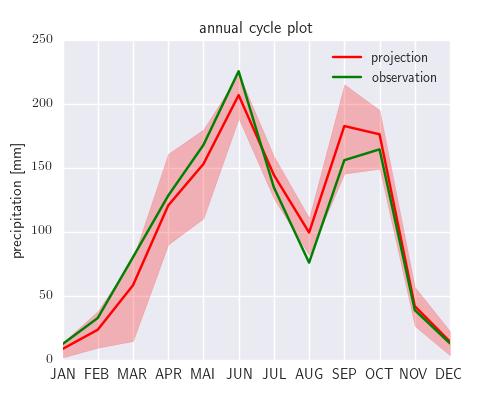 annual cycle plot
projection
observation
precipitation [mm]
250
200
150
100
50
0
JAN FEB MAR APR MAI JUN JUL AUG SEP OCT NOV DEC